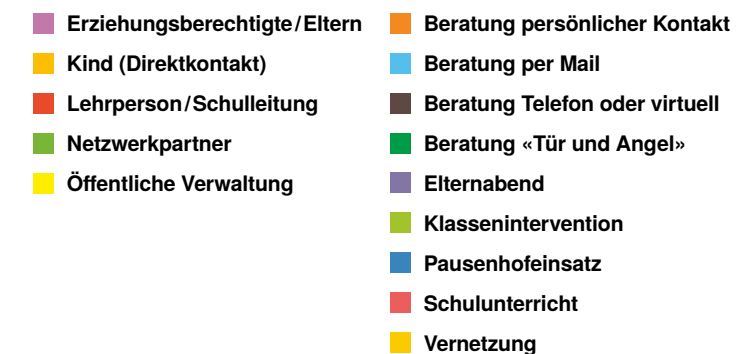 Erziehungsberechtigte/Eltern
Kind (Direktkontakt)
Lehrperson/Schulleitung
Netzwerkpartner
Öffentliche Verwaltung
Beratung persönlicher Kontakt
Beratung per Mail
Beratung Telefon oder virtuell
Beratung «Tür und Angel»
Elternabend
Klassenintervention
Pausenhofeinsatz
Schulunterricht
Vernetzung